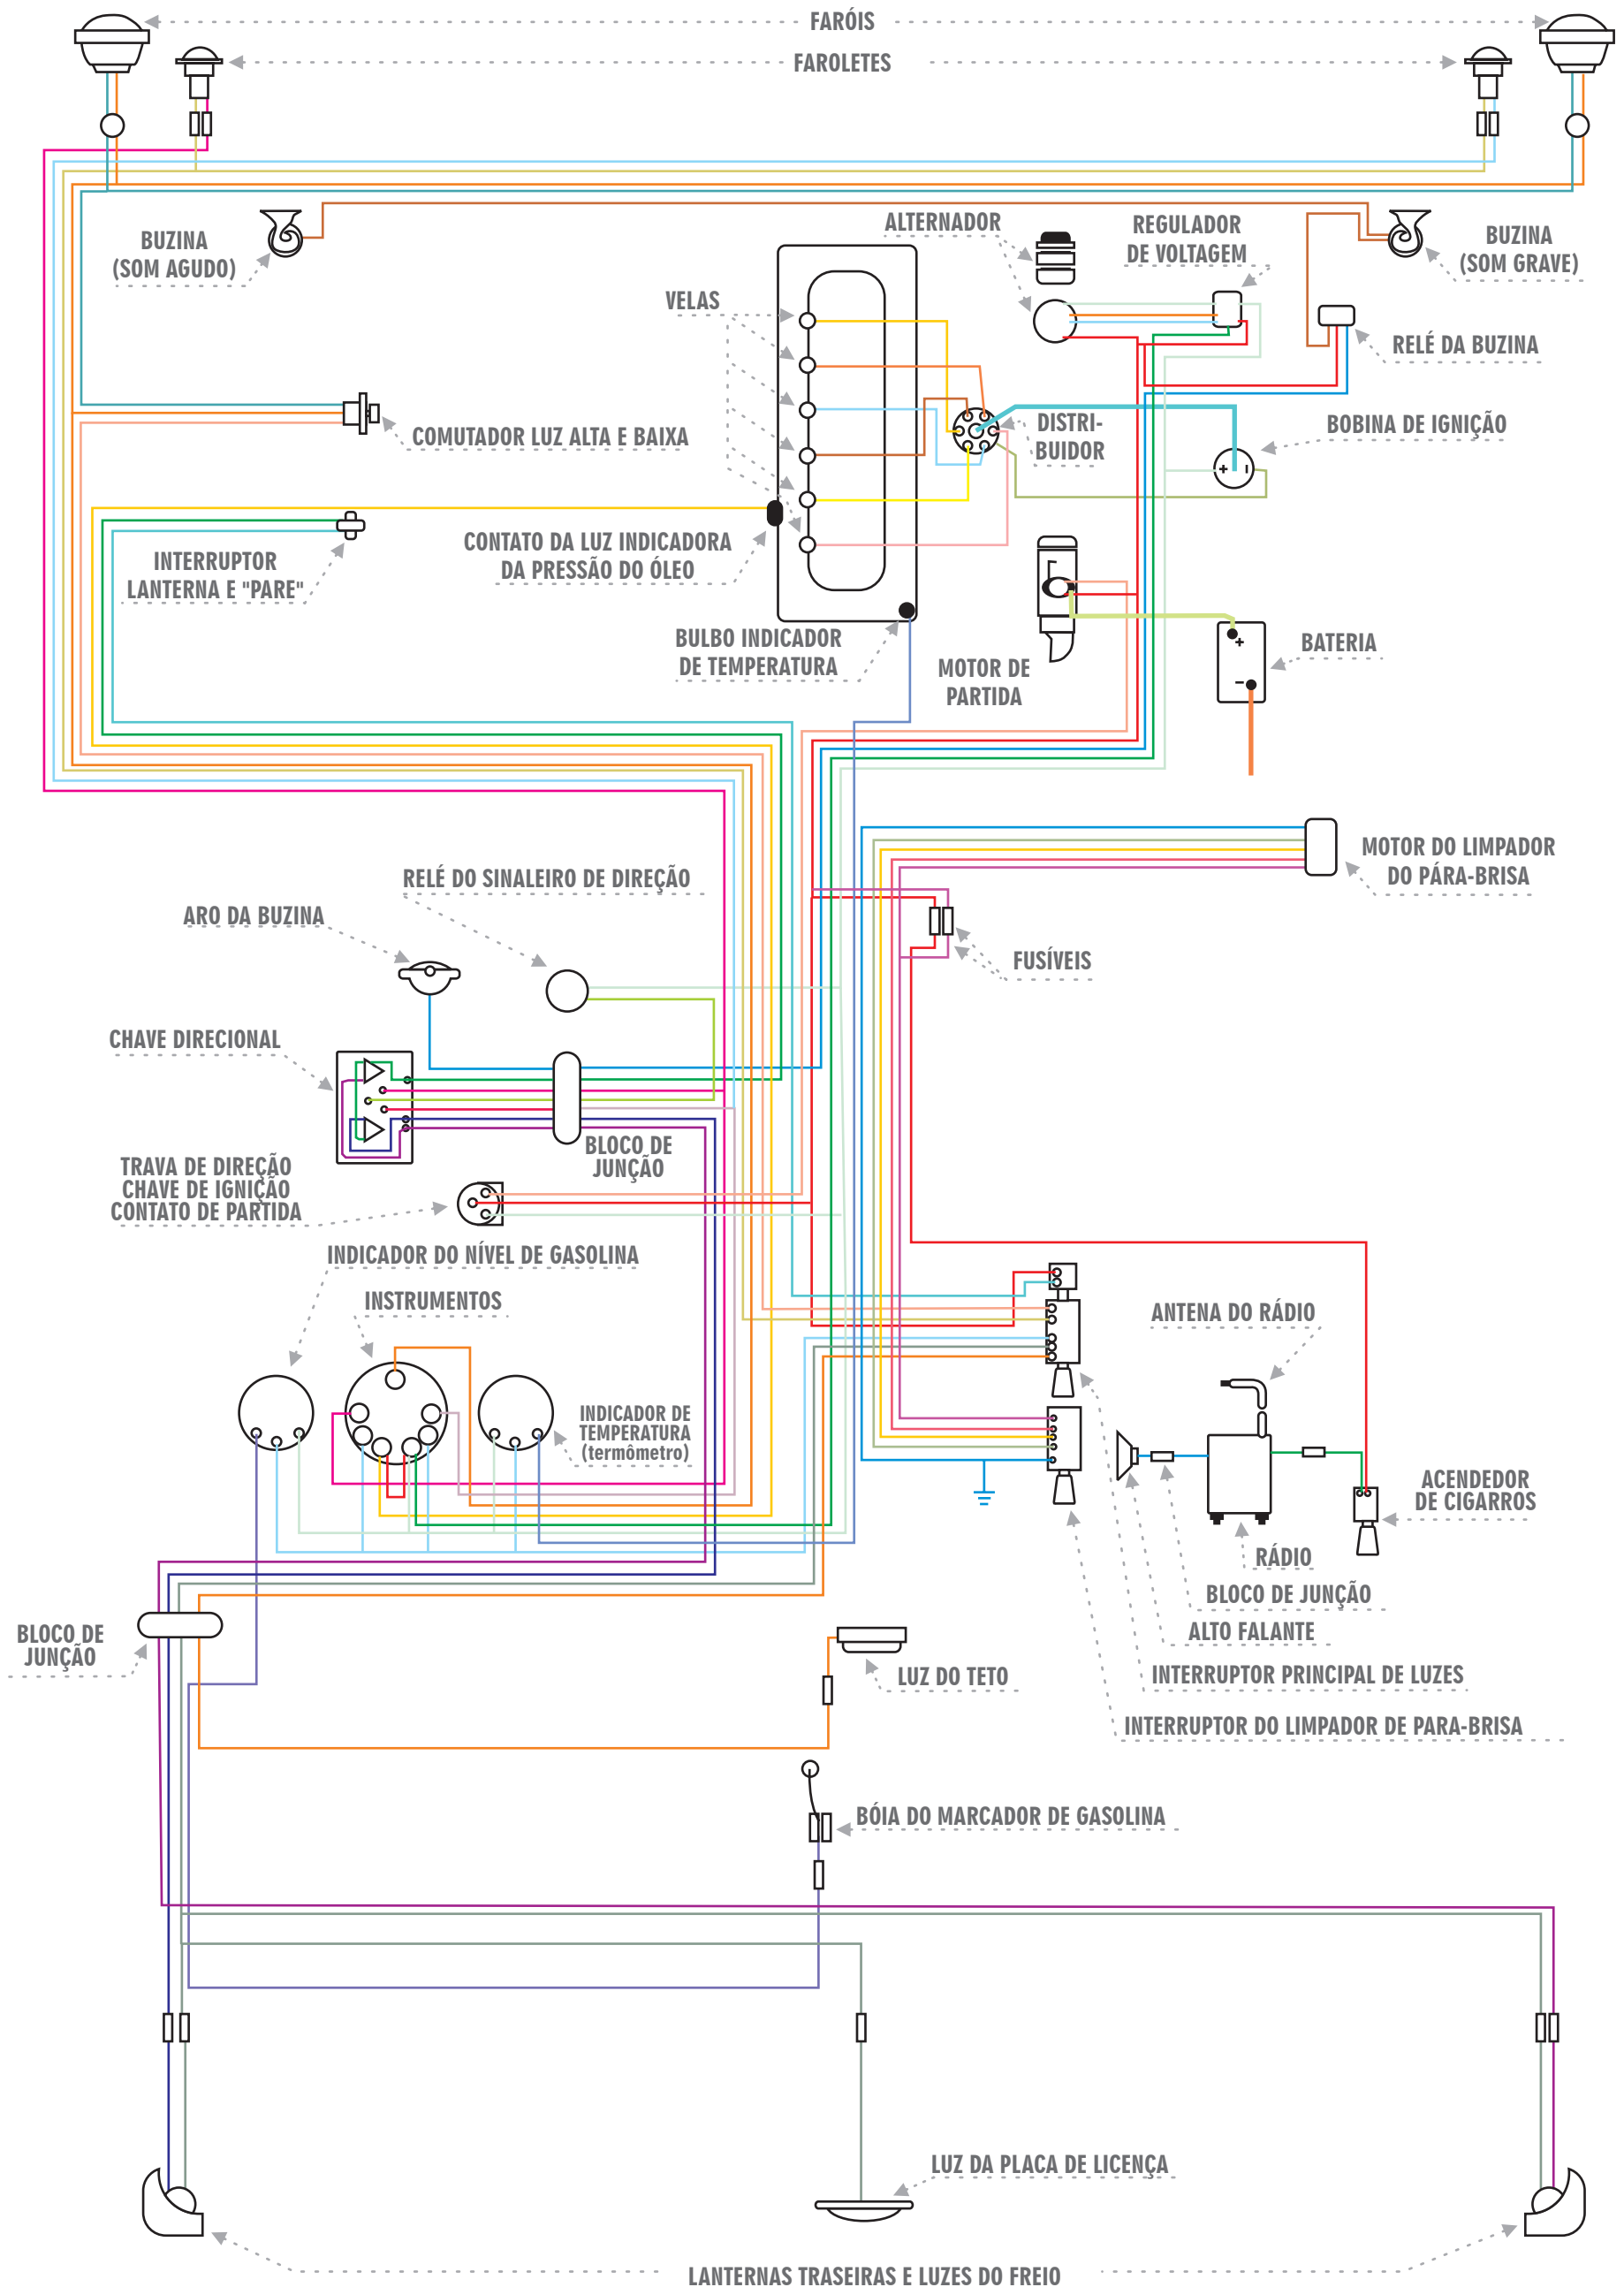 FARÓIS
FAROLETES
BUZINA
(SOM AGUDO)
ALTERNADOR
REGULADOR
DE VOLTAGEM
BUZINA
(SOM GRAVE)
VELAS
RELÉ DA BUZINA
COMUTADOR LUZ ALTA E BAIXA
DISTRI-
BUIDOR
BOBINA DE IGNIÇÃO
INTERRUPTOR
LANTERNA E "PARE"
CONTATO DA LUZ INDICADORA
DA PRESSÃO DO ÓLEO
BULBO INDICADOR
DE TEMPERATURA
MOTOR DE
PARTIDA
BATERIA
MOTOR DO LIMPADOR
DO PÁRA-BRISA
RELÉ DO SINALEIRO DE DIREÇÃO
ARO DA BUZINA
FUSÍVEIS
CHAVE DIRECIONAL
BLOCO DE
JUNÇÃO
TRAVA DE DIREÇÃO
CHAVE DE IGNIÇÃO
CONTATO DE PARTIDA
INDICADOR DO NÍVEL DE GASOLINA
INSTRUMENTOS
ANTENA DO RÁDIO
INDICADOR DE
TEMPERATURA
(termômetro)
ACENDEDOR
DE CIGARROS
RÁDIO
BLOCO DE JUNÇÃO
ALTO FALANTE
BLOCO DE
JUNÇÃO
LUZ DO TETO
INTERRUPTOR PRINCIPAL DE LUZES
INTERRUPTOR DO LIMPADOR DE PARA-BRISA
BÓIA DO MARCADOR DE GASOLINA
LUZ DA PLACA DE LICENÇA
LANTERNAS TRASEIRAS E LUZES DO FREIO